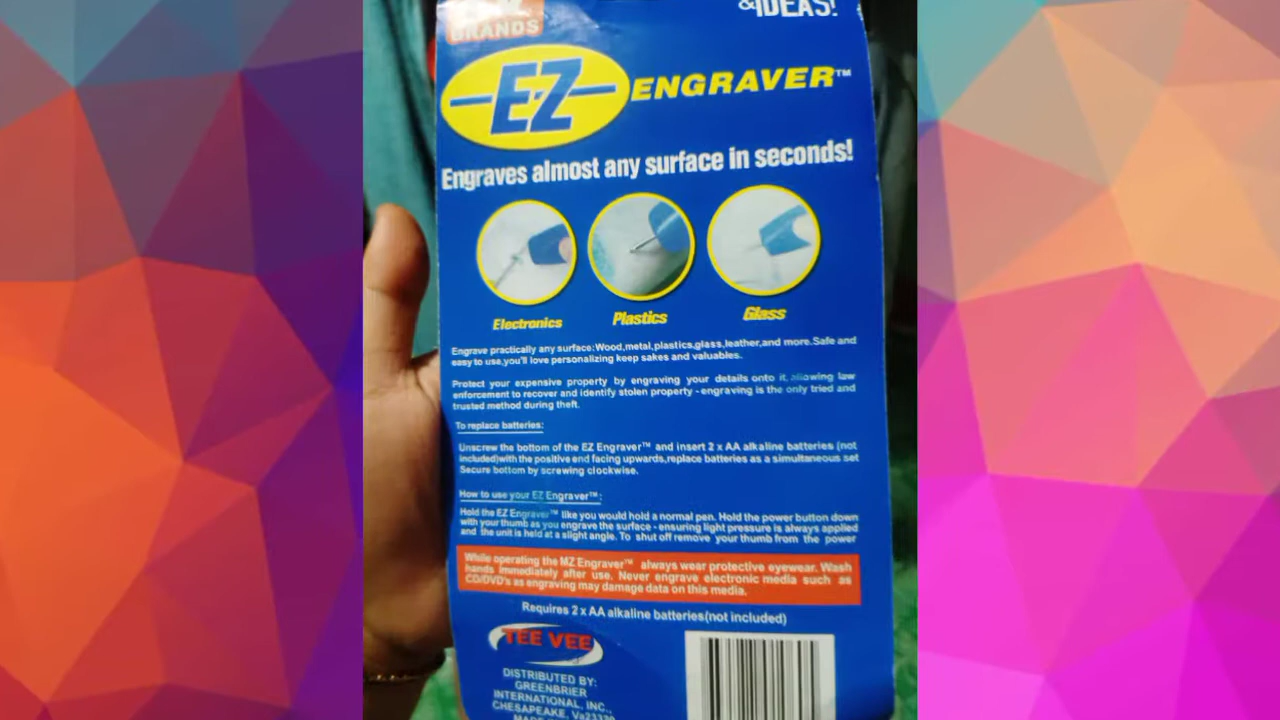 BRANDS
&IDEAS!
EZ ENGRAVER™
Engraves almost any surface in seconds!
Electronics
Plastics
Glass
Engrave practically any surface:Wood,metal,plastics,glass,leather,and more.Safe and
easy to use,you'll love personalizing keep sakes and valuables.
Protect your expensive property by engraving your details onto it,allowing law
enforcement to recover and identify stolen property - engraving is the only tried and
trusted method during theft.
To replace batteries:
Unscrew the bottom of the EZ Engraver™ and insert 2 x AA alkaline batteries (not
included)with the positive end facing upwards,replace batteries as a simultaneous set
Secure bottom by screwing clockwise.
How to use your EZ Engraver™:
Hold the EZ Engraver™ like you would hold a normal pen. Hold the power button down
with your thumb as you engrave the surface - ensuring light pressure is always applied
and the unit is held at a slight angle. To shut off remove your thumb from the power
While operating the MZ Engraver™ always wear protective eyewear. Wash
hands immediately after use. Never engrave electronic media such as
CD/DVD's as engraving may damage data on this media.
Requires 2 x AA alkaline batteries(not included)
TEE VEE
DISTRIBUTED BY:
GREENBRIER
INTERNATIONAL, INC.,
CHESAPEAKE, Va23320